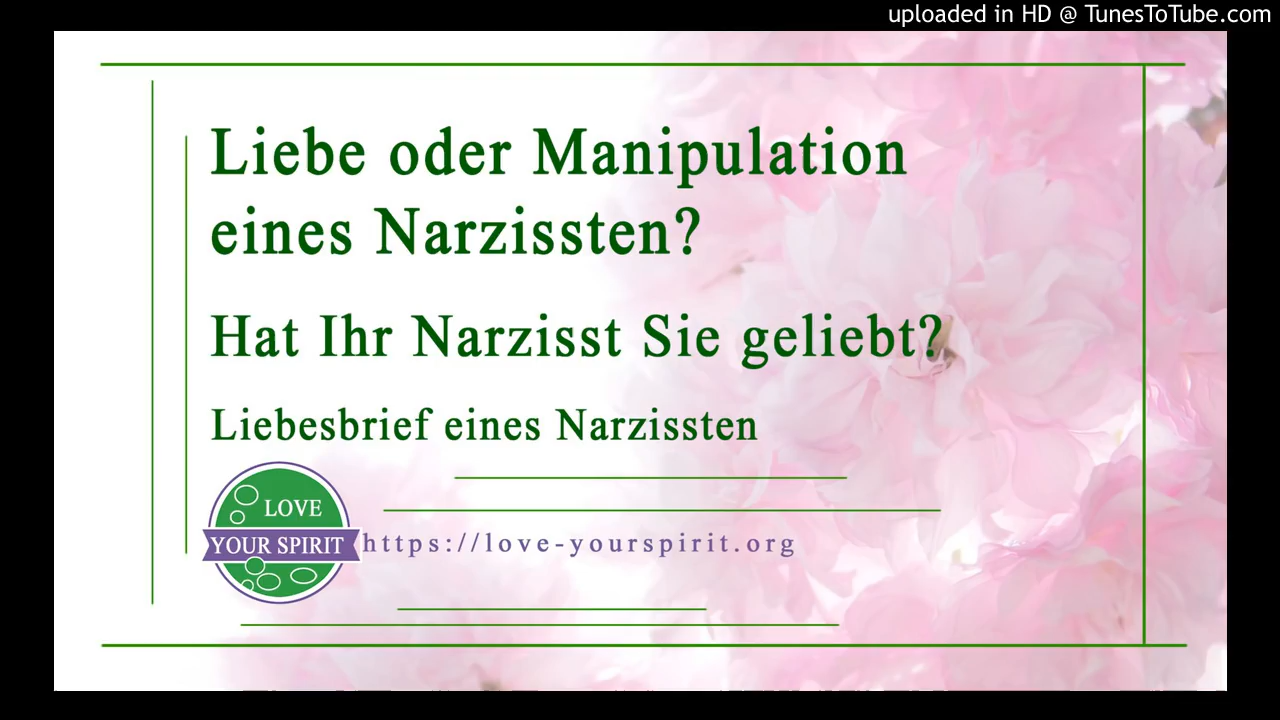 uploaded in HD @ TunesToTube.com
Liebe oder Manipulation
eines Narzissten?
Hat Ihr Narzisst Sie geliebt?
Liebesbrief eines Narzissten
LOVE
YOUR SPIRIT
https://love-yourspirit.org